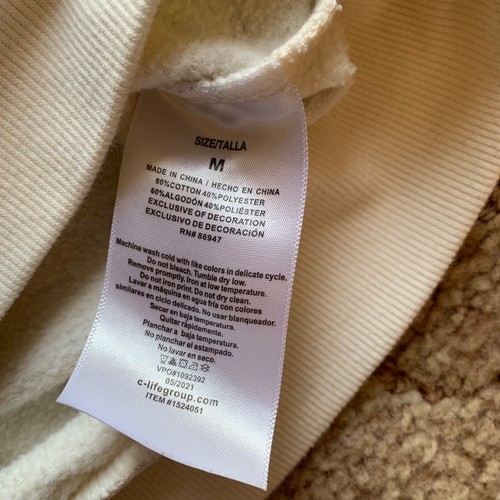 SIZE/TALLA
M
MADE IN CHINA / HECHO EN CHINA
60%COTTON 40%POLYESTER
60%ALGODÓN 40%POLIÉSTER
EXCLUSIVE OF DECORATION
EXCLUSIVO DE DECORACIÓN
RN# 86947
Machine wash cold with like colors in delicate cycle.
Do not bleach. Tumble dry low.
Remove promptly. Iron at low temperature.
Do not iron print. Do not dry clean.
Lavar a máquina en agua fría con colores
similares en ciclo delicado. No usar blanqueador.
Secar en baja temperatura.
Quitar rápidamente.
Planchar a baja temperatura.
No planchar el estampado.
No lavar en seco.
VPO#1092392
05/2021
c-lifegroup.com
ITEM #1524051